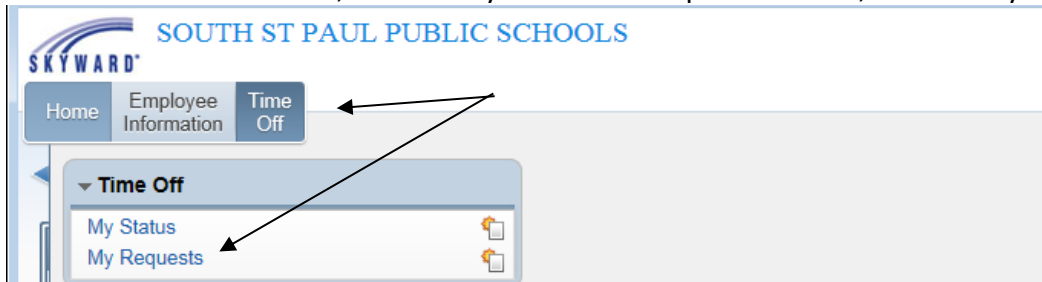 SOUTH ST PAUL PUBLIC SCHOOLS
SKYWARD
Home
Employee
Information
Time
Off
Time Off
My Status
My Requests